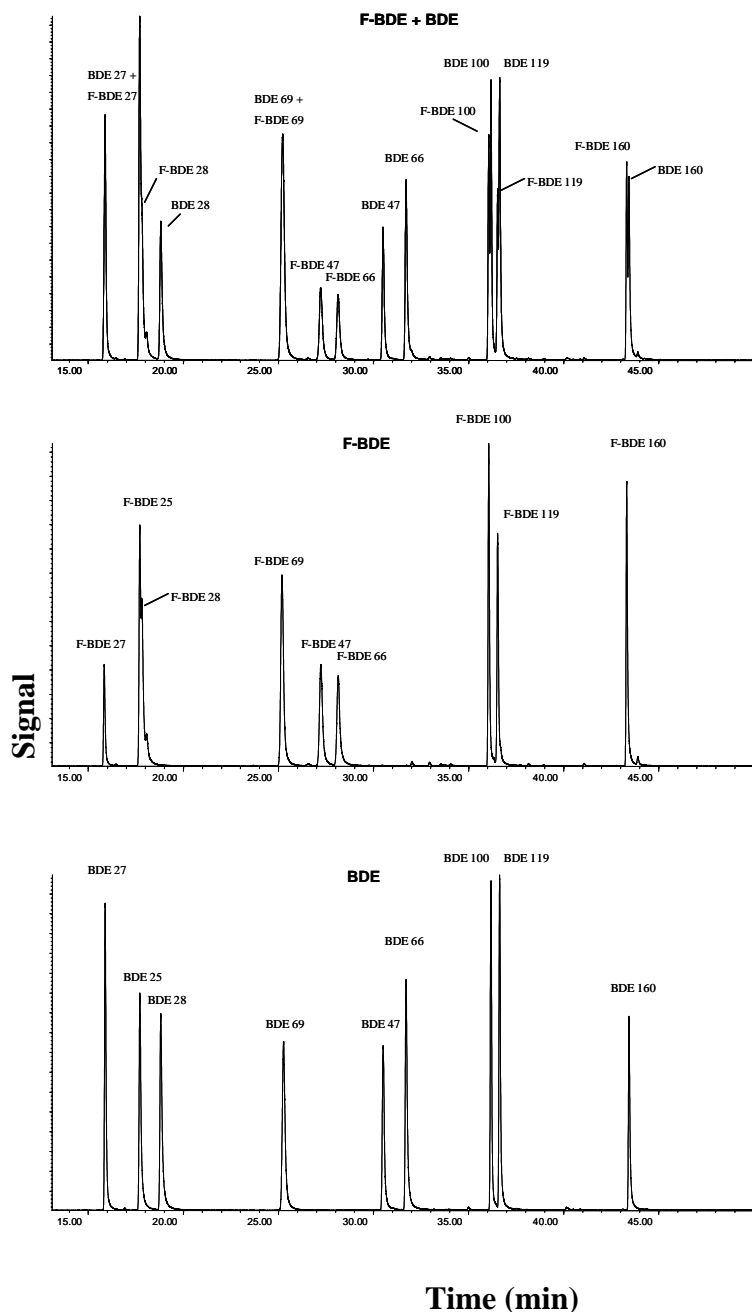 F-BDE + BDE
BDE 100 BDE 119
BDE 27 +
F-BDE 27
BDE 69 +
F-BDE 69
F-BDE 100
F-BDE 160
BDE 160
F-BDE 28
BDE 66
F-BDE 119
BDE 28
BDE 47
F-BDE 47
F-BDE 66
15.00 20.00 25.00 30.00 35.00 40.00 45.00
F-BDE 100
F-BDE
F-BDE 160
F-BDE 25
F-BDE 119
F-BDE 69
F-BDE 28
F-BDE 27
F-BDE 47
F-BDE 66
Signal
15.00 20.00 25.00 30.00 35.00 40.00 45.00
BDE 100 BDE 119
BDE 27
BDE
BDE 66
BDE 25
BDE 28
BDE 160
BDE 69
BDE 47
15.00 20.00 25.00 30.00 35.00 40.00 45.00
Time (min)